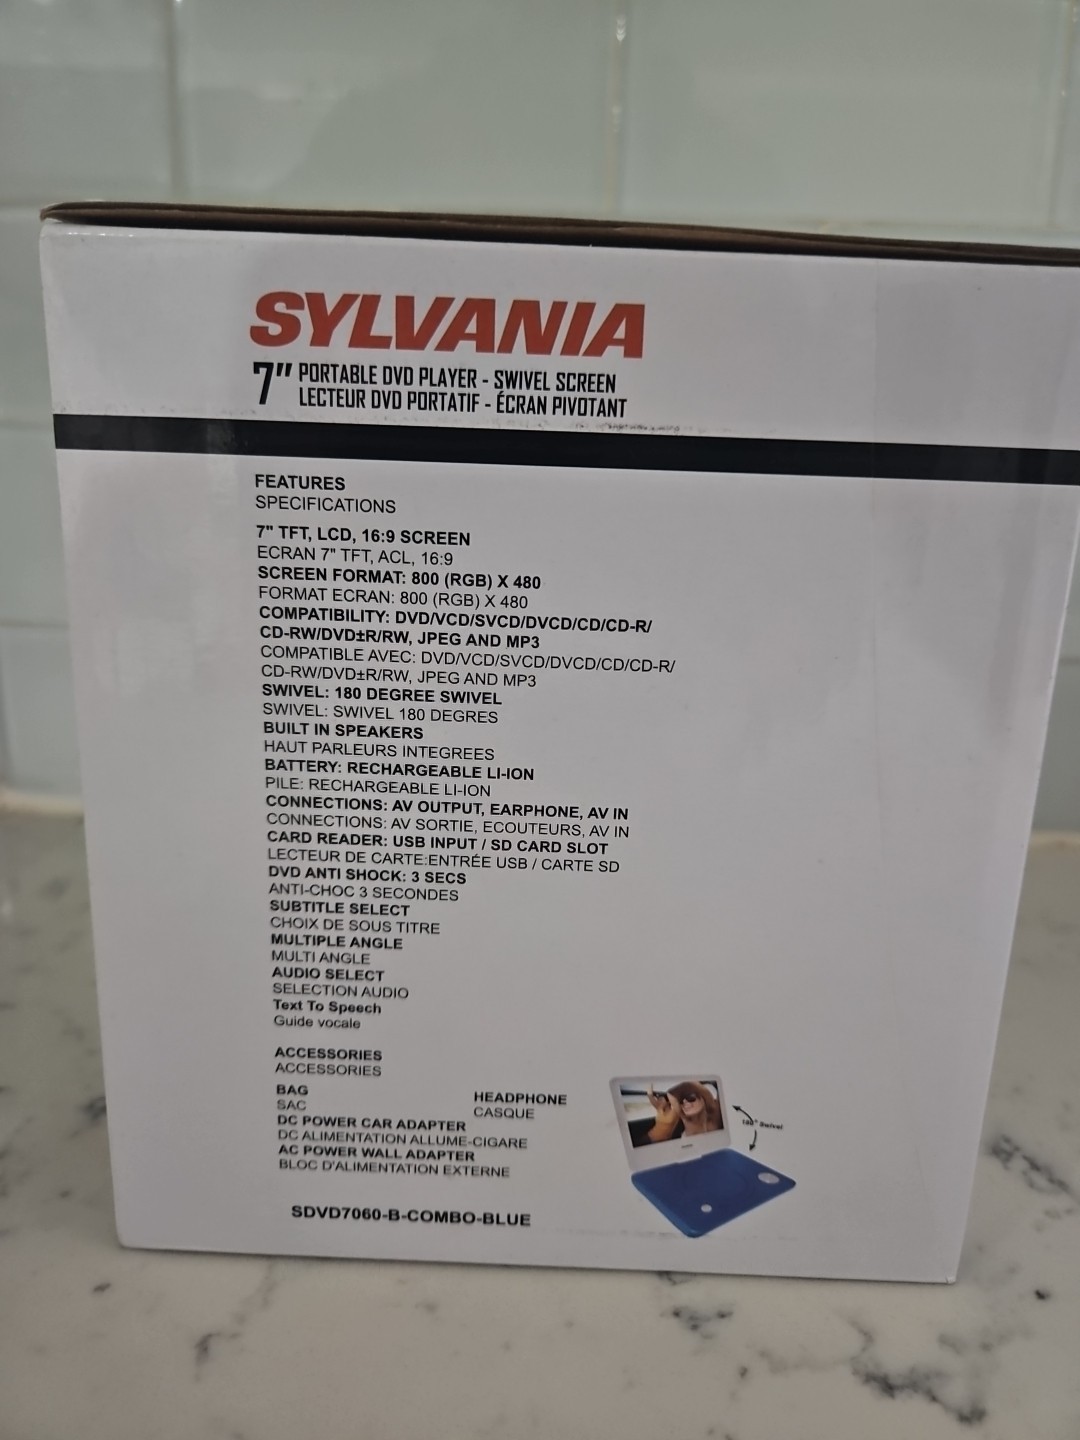 SYLVANIA
7" PORTABLE DVD PLAYER - SWIVEL SCREEN
LECTEUR DVD PORTATIF - ÉCRAN PIVOTANT
FEATURES
SPECIFICATIONS
7" TFT, LCD, 16:9 SCREEN
ECRAN 7" TFT, ACL, 16:9
SCREEN FORMAT: 800 (RGB) X 480
FORMAT ECRAN: 800 (RGB) X 480
COMPATIBILITY: DVD/VCD/SVCD/DVCD/CD/CD-R/
CD-RW/DVD±R/RW, JPEG AND MP3
COMPATIBLE AVEC: DVD/VCD/SVCD/DVCD/CD/CD-R/
CD-RW/DVD±R/RW, JPEG AND MP3
SWIVEL: 180 DEGREE SWIVEL
SWIVEL: SWIVEL 180 DEGRES
BUILT IN SPEAKERS
HAUT PARLEURS INTEGREES
BATTERY: RECHARGEABLE LI-ION
PILE: RECHARGEABLE LI-ION
CONNECTIONS: AV OUTPUT, EARPHONE, AV IN
CONNECTIONS: AV SORTIE, ECOUTEURS, AV IN
CARD READER: USB INPUT / SD CARD SLOT
LECTEUR DE CARTE:ENTRÉE USB / CARTE SD
DVD ANTI SHOCK: 3 SECS
ANTI-CHOC 3 SECONDES
SUBTITLE SELECT
CHOIX DE SOUS TITRE
MULTIPLE ANGLE
MULTI ANGLE
AUDIO SELECT
SELECTION AUDIO
Text To Speech
Guide vocale
ACCESSORIES
ACCESSORIES
BAG
SAC
HEADPHONE
CASQUE
DC POWER CAR ADAPTER
DC ALIMENTATION ALLUME-CIGARE
AC POWER WALL ADAPTER
BLOC D'ALIMENTATION EXTERNE
180° Swivel
SDVD7060-B-COMBO-BLUE